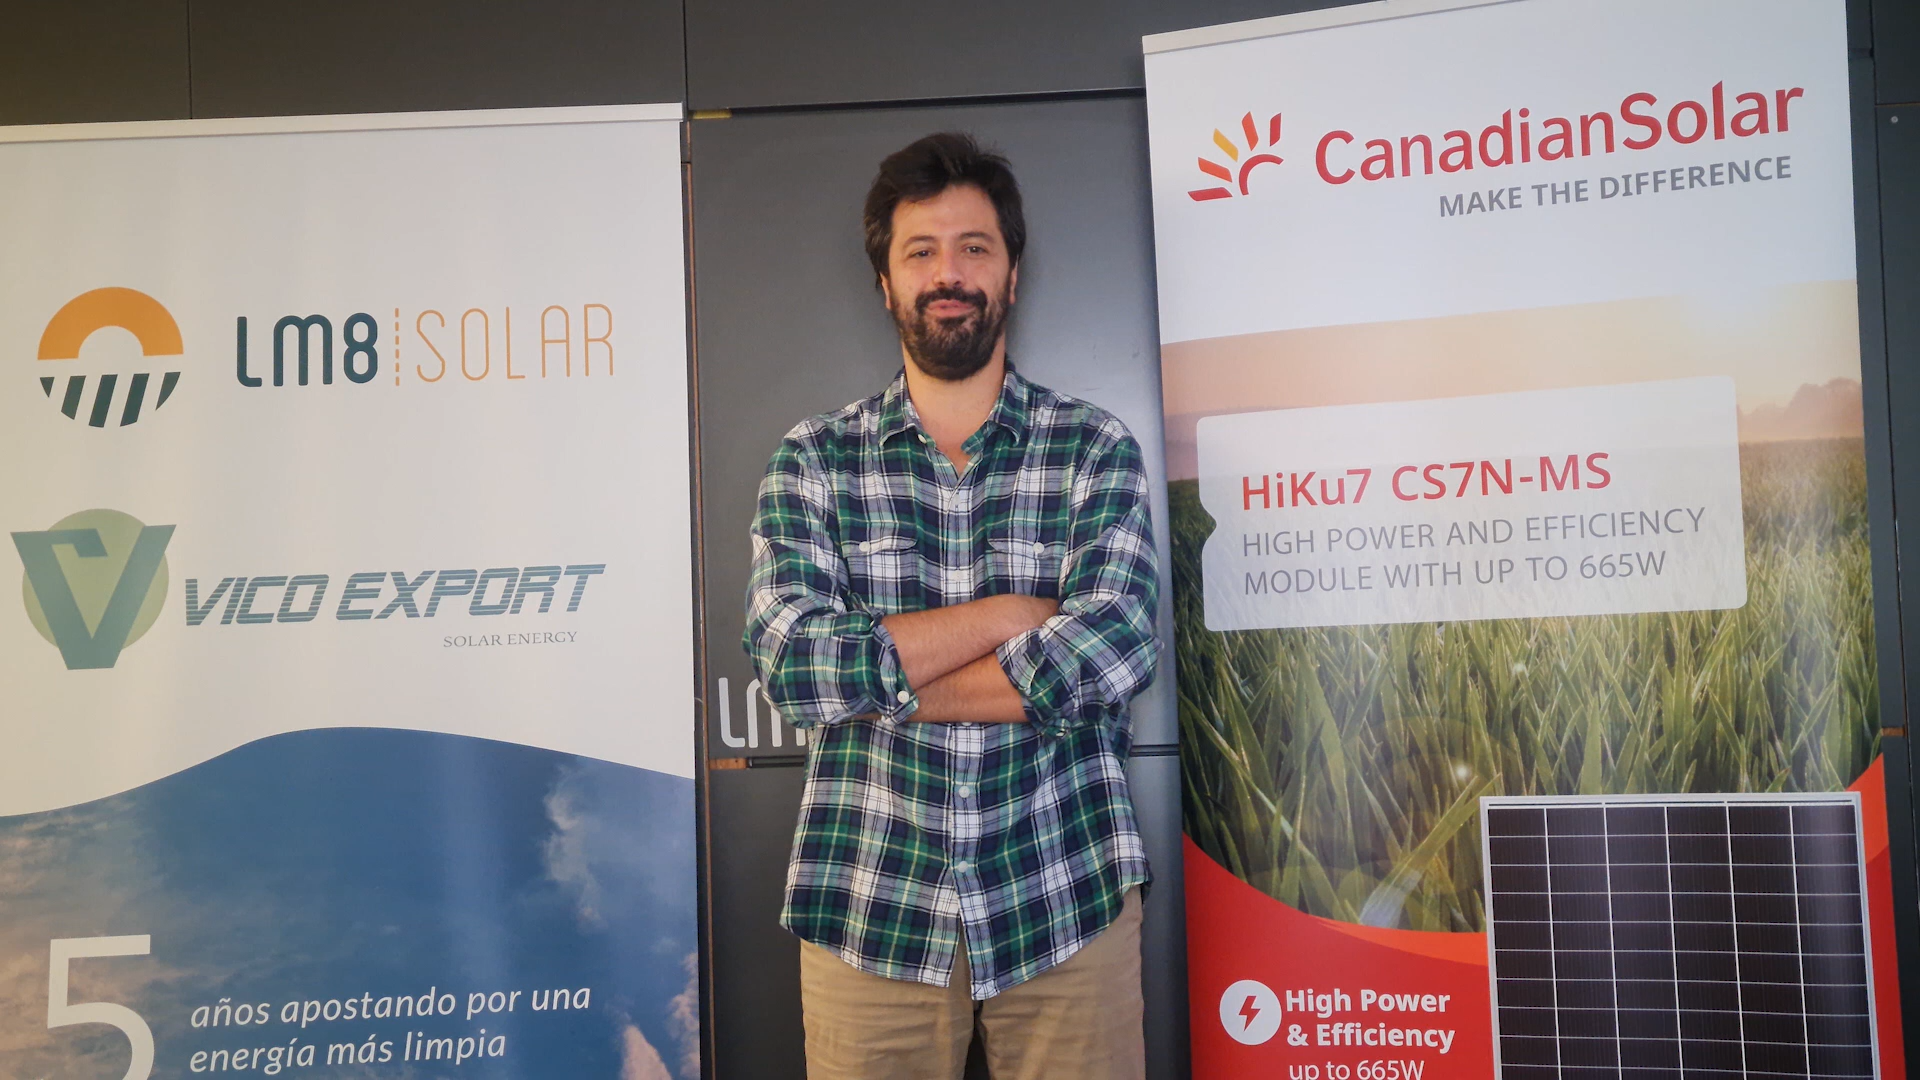 LM8 SOLAR
VICO EXPORT
SOLAR ENERGY
5
años apostando por una
energía más limpia
LM
CanadianSolar
MAKE THE DIFFERENCE
HiKu7 CS7N-MS
HIGH POWER AND EFFICIENCY
MODULE WITH UP TO 665W
High Power
& Efficiency
up to 665W